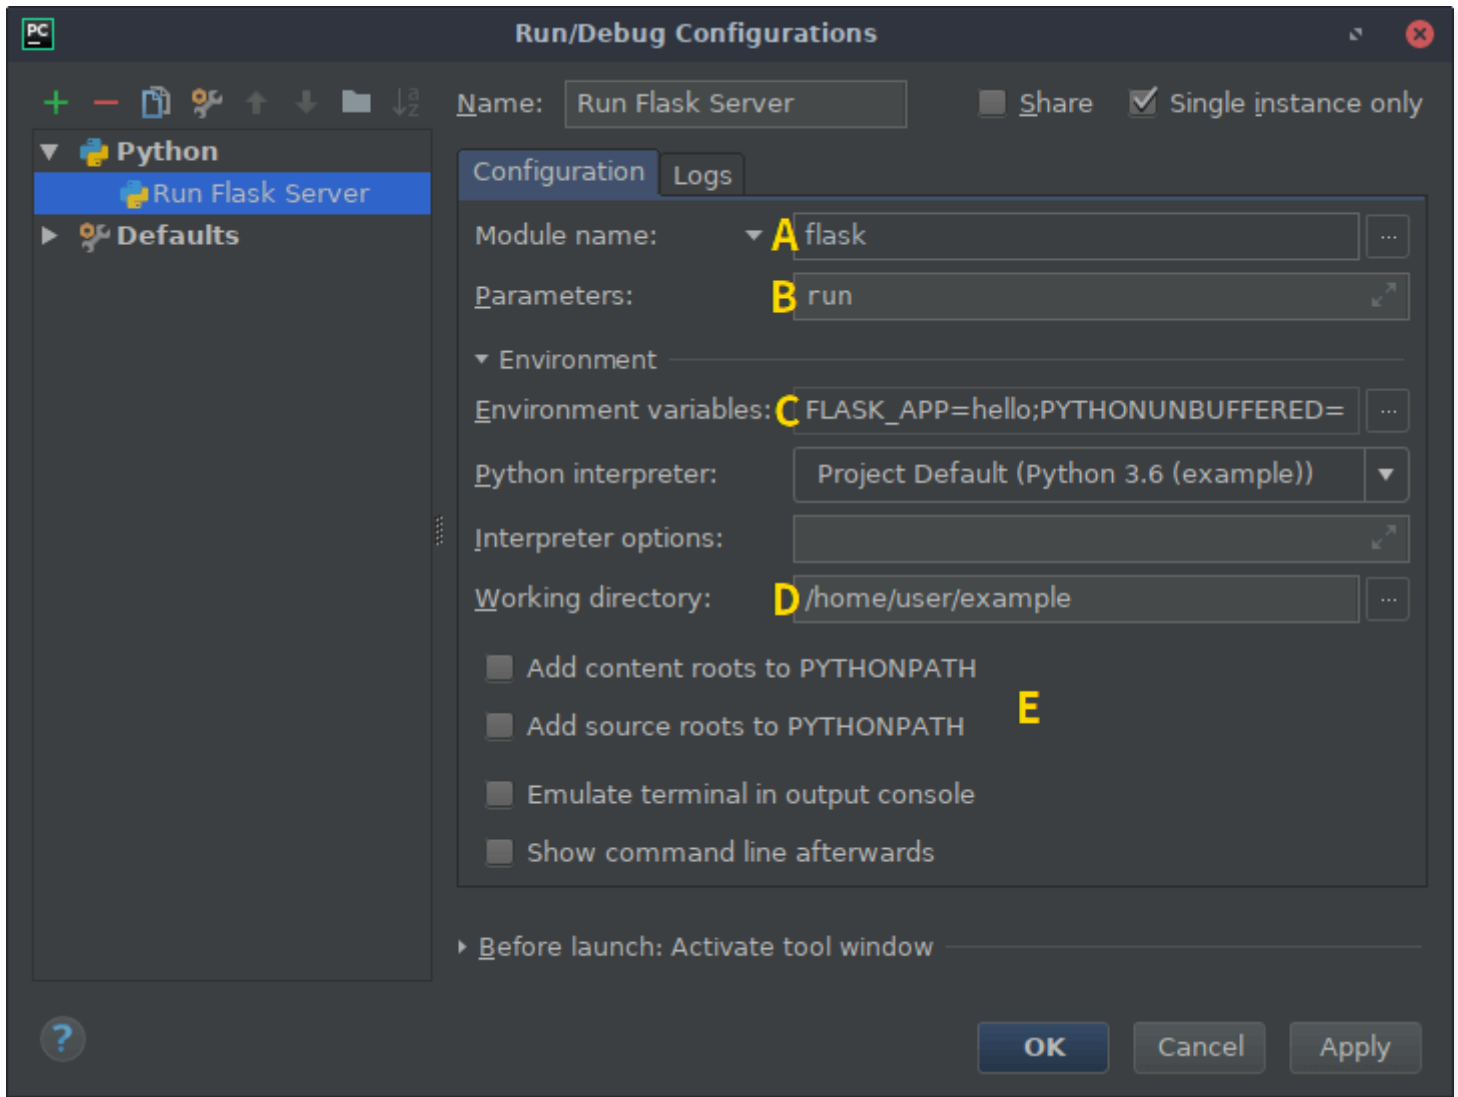 PC
Run/Debug Configurations
Name: Run Flask Server Share Single instance only
Python
Run Flask Server
Defaults
Configuration Logs
Module name: A flask ...
Parameters: B run
Environment
Environment variables: C FLASK_APP=hello;PYTHONUNBUFFERED= ...
Python interpreter: Project Default (Python 3.6 (example))
Interpreter options:
Working directory: D /home/user/example ...
Add content roots to PYTHONPATH
E
Add source roots to PYTHONPATH
Emulate terminal in output console
Show command line afterwards
Before launch: Activate tool window
? OK Cancel Apply